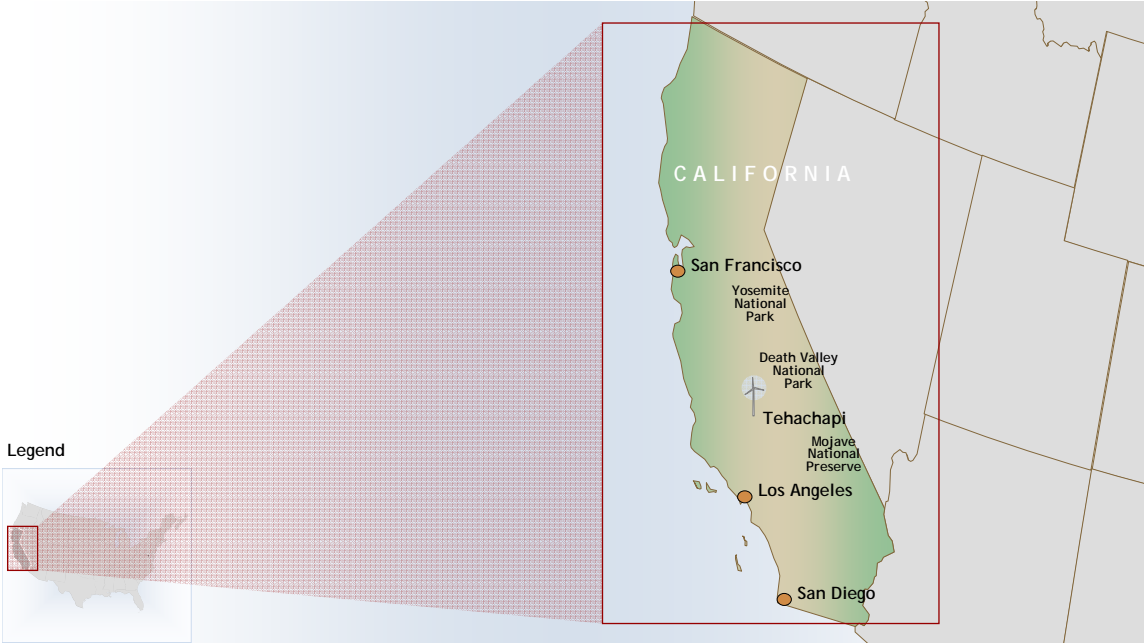 CALIFORNIA
San Francisco
Yosemite
National
Park
Death Valley
National
Park
Tehachapi
Mojave
National
Preserve
Legend
Los Angeles
San Diego